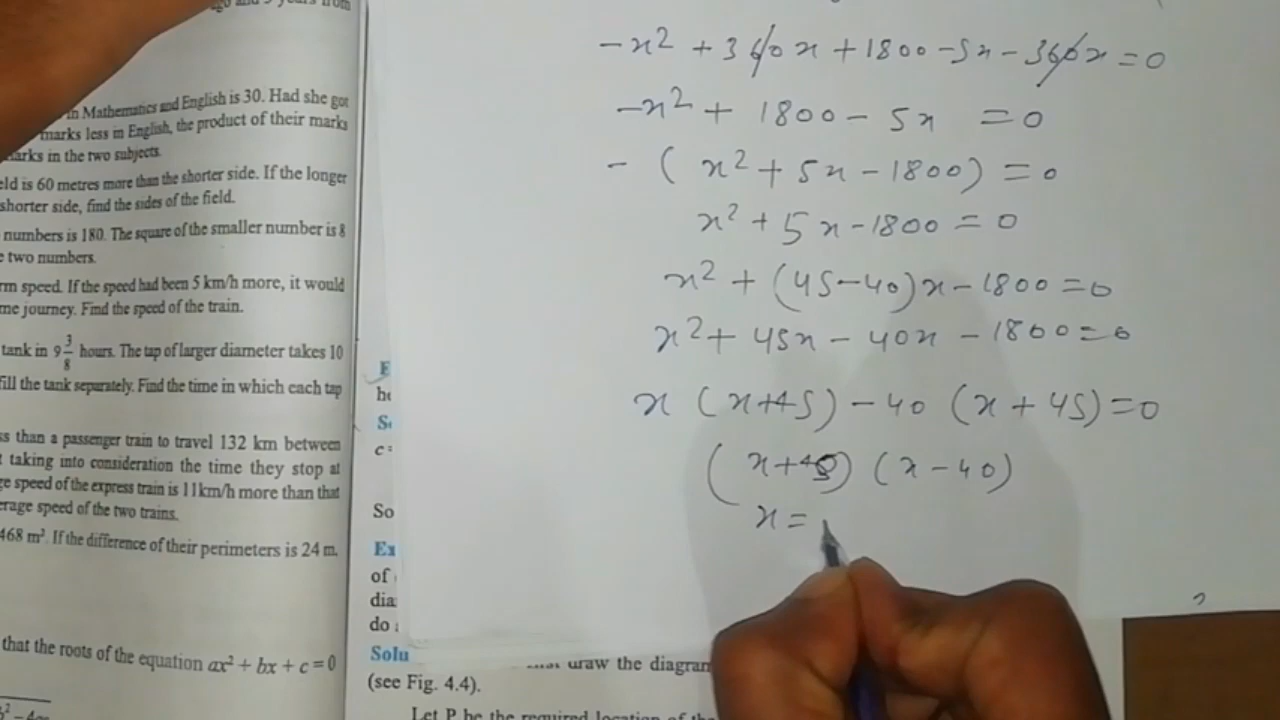 in Mathematics and English is 30. Had she got
marks less in English, the product of their marks
marks in the two subjects.
is 60 metres more than the shorter side. If the longer
shorter side, find the sides of the field.
numbers is 180. The square of the smaller number is 8
two numbers.
speed. If the speed had been 5 km/h more, it would
journey. Find the speed of the train.
tank in 9 3/8 hours. The tap of larger diameter takes 10
fill the tank separately. Find the time in which each tap
than a passenger train to travel 132 km between
taking into consideration the time they stop at
speed of the express train is 11km/h more than that
speed of the two trains.
468 m². If the difference of their perimeters is 24 m,
that the roots of the equation ax² + bx + c = 0
-x² + 360x + 1800 - 5x - 360x = 0
-x² + 1800 - 5x = 0
- (x² + 5x - 1800) = 0
x² + 5x - 1800 = 0
x² + (45-40)x - 1800 = 0
x² + 45x - 40x - 1800 = 0
x (x+45) - 40 (x + 45) = 0
(x+45) (x - 40)
x =
So
of
do
Solu
draw the diagram
(see Fig. 4.4).
Let P be the required location of the